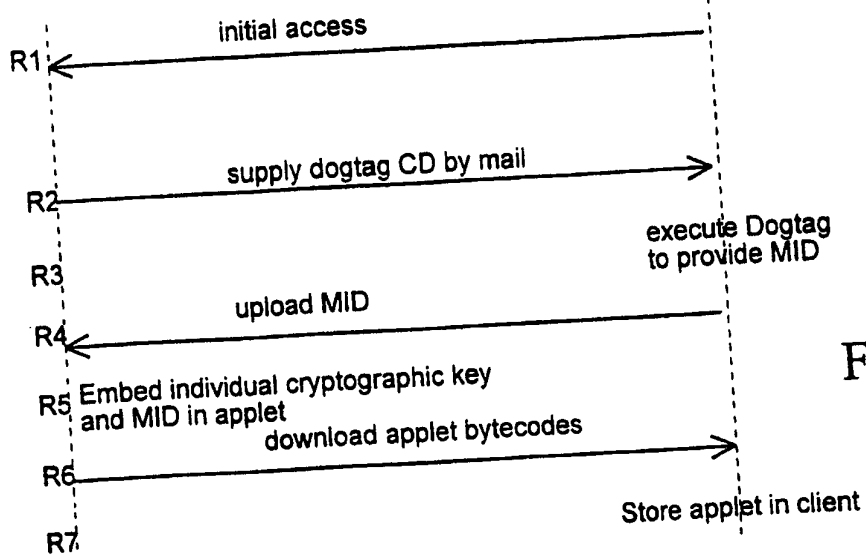 initial access
R1
supply dogtag CD by mail
R2
execute Dogtag
to provide MID
R3
upload MID
R4
F
R5 Embed individual cryptographic key
and MID in applet
download applet bytecodes
R6
Store applet in client
R7